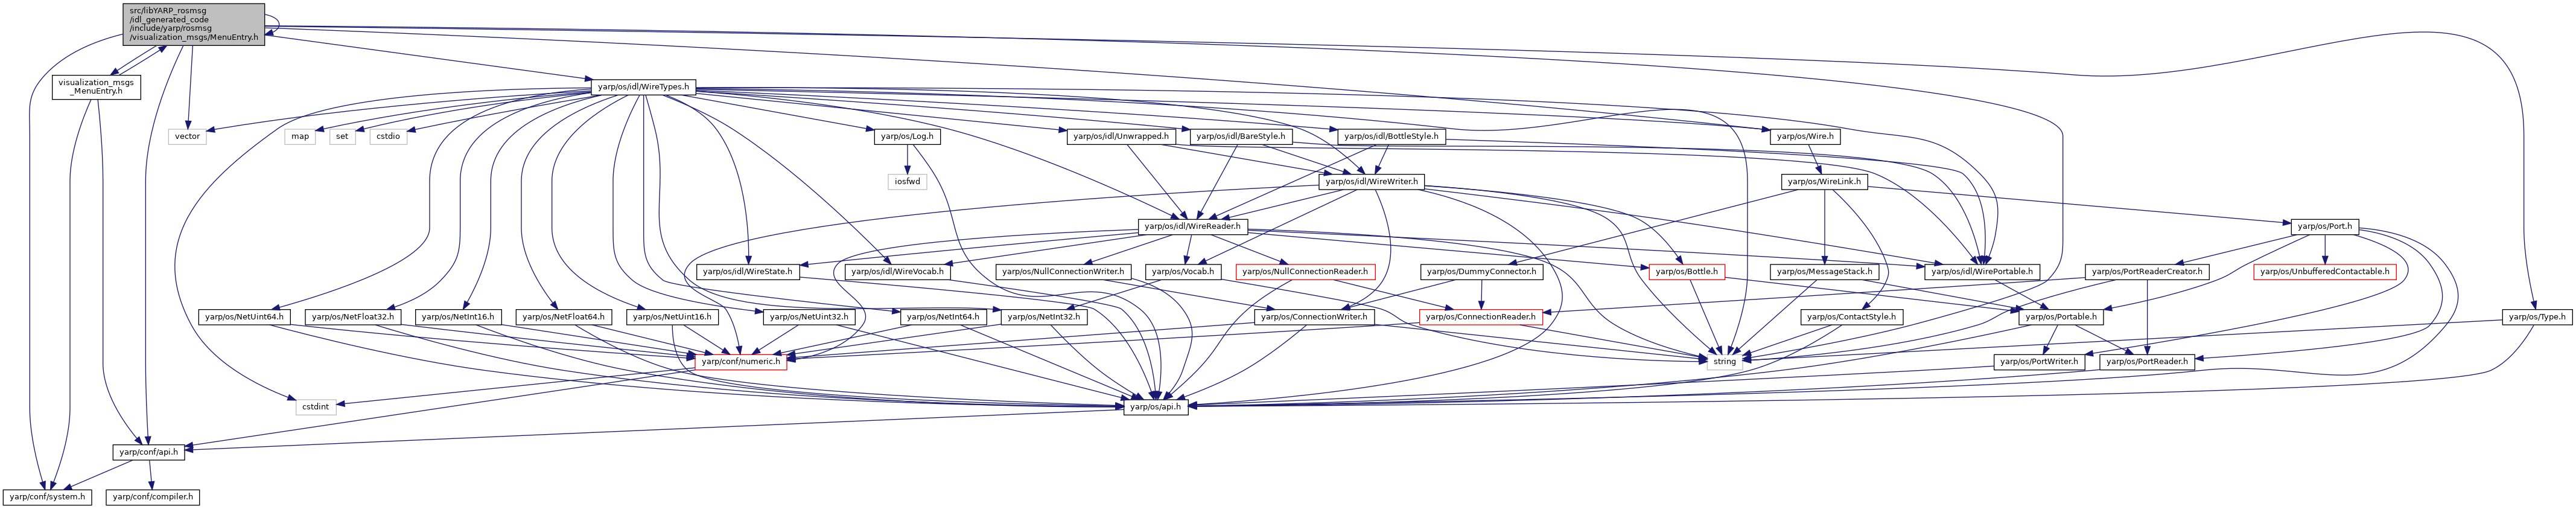 src/libYARP_rosmsg
/idl_generated_code
/include/yarp/rosmsg
/visualization_msgs/MenuEntry.h
visualization_msgs
_MenuEntry.h
yarp/os/idl/WireTypes.h
vector
map
set
cstdio
yarp/os/Log.h
yarp/os/idl/Unwrapped.h
yarp/os/idl/BareStyle.h
yarp/os/idl/BottleStyle.h
yarp/os/Wire.h
iosfwd
yarp/os/idl/WireWriter.h
yarp/os/WireLink.h
yarp/os/idl/WireReader.h
yarp/os/Port.h
yarp/os/idl/WireState.h
yarp/os/idl/WireVocab.h
yarp/os/NullConnectionWriter.h
yarp/os/Vocab.h
yarp/os/NullConnectionReader.h
yarp/os/DummyConnector.h
yarp/os/Bottle.h
yarp/os/MessageStack.h
yarp/os/idl/WirePortable.h
yarp/os/PortReaderCreator.h
yarp/os/UnbufferedContactable.h
yarp/os/NetUint64.h
yarp/os/NetFloat32.h
yarp/os/NetInt16.h
yarp/os/NetFloat64.h
yarp/os/NetUint16.h
yarp/os/NetUint32.h
yarp/os/NetInt64.h
yarp/os/NetInt32.h
yarp/os/ConnectionWriter.h
yarp/os/ConnectionReader.h
yarp/os/ContactStyle.h
yarp/os/Portable.h
yarp/os/Type.h
yarp/conf/numeric.h
string
yarp/os/PortWriter.h
yarp/os/PortReader.h
cstdint
yarp/os/api.h
yarp/conf/api.h
yarp/conf/system.h
yarp/conf/compiler.h